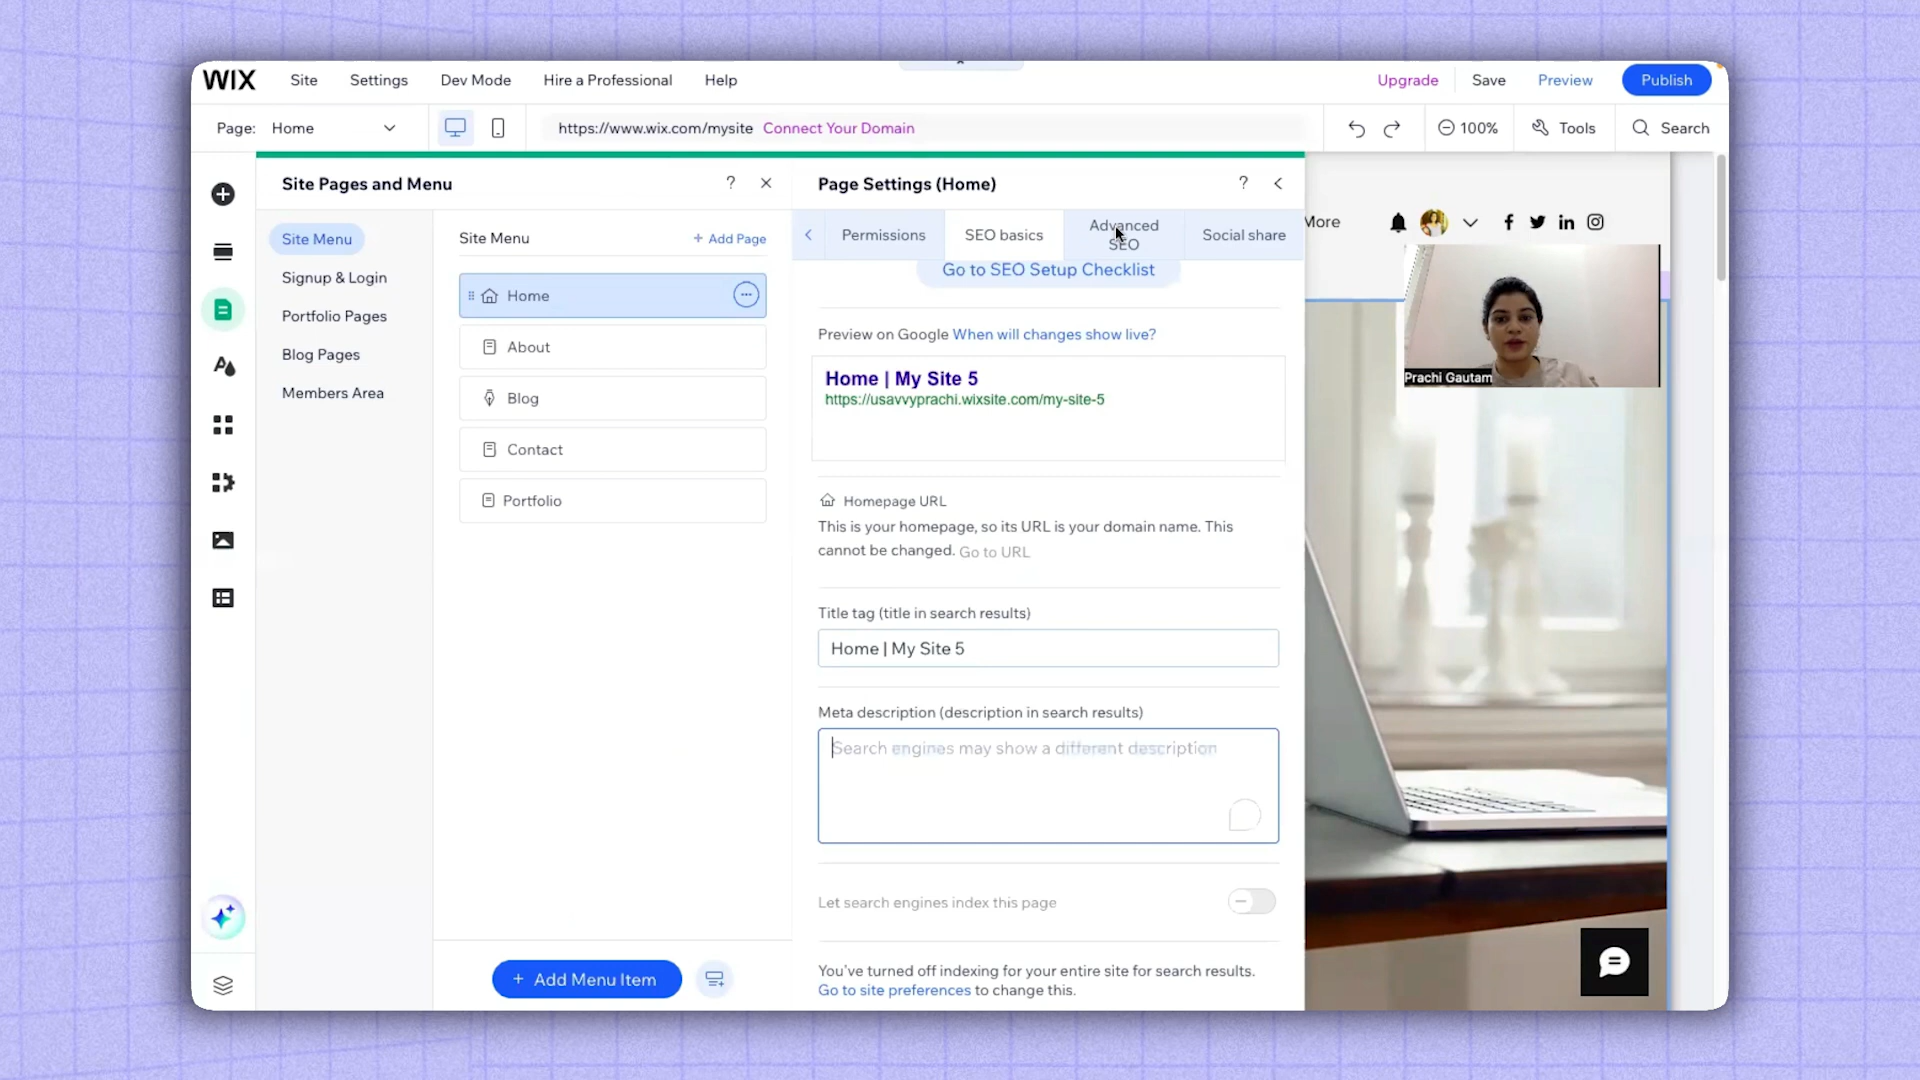 WIX Site Settings Dev Mode Hire a Professional Help Upgrade Save Preview Publish
Page: Home https://www.wix.com/mysite Connect Your Domain 100% Tools Search
Site Pages and Menu ?
Site Menu
Signup & Login
Portfolio Pages
Blog Pages
Members Area
Site Menu + Add Page
Home
About
Blog
Contact
Portfolio
+ Add Menu Item
Page Settings (Home) ?
Permissions
SEO basics
Advanced
SEO
Social share
Go to SEO Setup Checklist
Preview on Google When will changes show live?
Home | My Site 5
https://usavvyprachi.wixsite.com/my-site-5
Homepage URL
This is your homepage, so its URL is your domain name. This
cannot be changed. Go to URL
Title tag (title in search results)
Home | My Site 5
Meta description (description in search results)
Search engines may show a different description
Let search engines index this page
You've turned off indexing for your entire site for search results.
Go to site preferences to change this.
More
Prachi Gautam